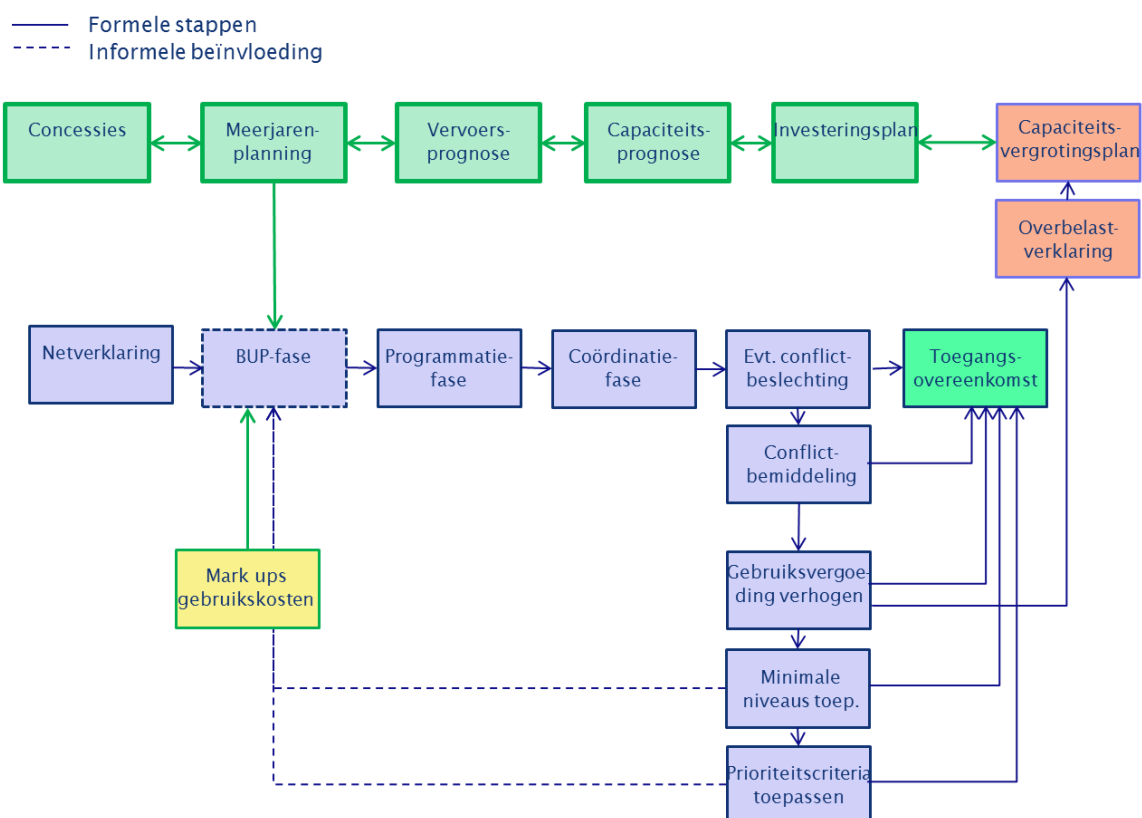 Formele stappen
Informele beïnvloeding
Concessies
Meerjaren-
planning
Vervoers-
prognose
Capaciteits-
prognose
Investeringsplan
Capaciteits-
vergrotingsplan
Overbelast-
verklaring
Netverklaring
BUP-fase
Programmatie-
fase
Coördinatie-
fase
Evt. conflict-
beslechting
Toegangs-
overeenkomst
Conflict-
bemiddeling
Mark ups
gebruikskosten
Gebruiksvergoe-
ding verhogen
Minimale
niveaus toep.
Prioriteitscriteria
toepassen